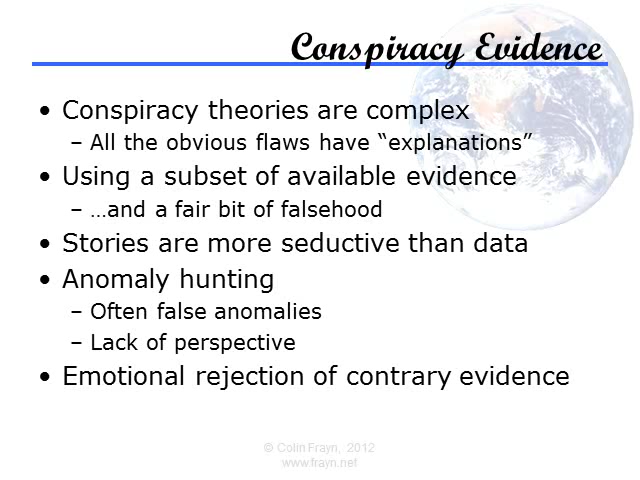 Conspiracy Evidence
• Conspiracy theories are complex
– All the obvious flaws have “explanations”
• Using a subset of available evidence
– …and a fair bit of falsehood
• Stories are more seductive than data
• Anomaly hunting
– Often false anomalies
– Lack of perspective
• Emotional rejection of contrary evidence
© Colin Frayn, 2012
www.frayn.net